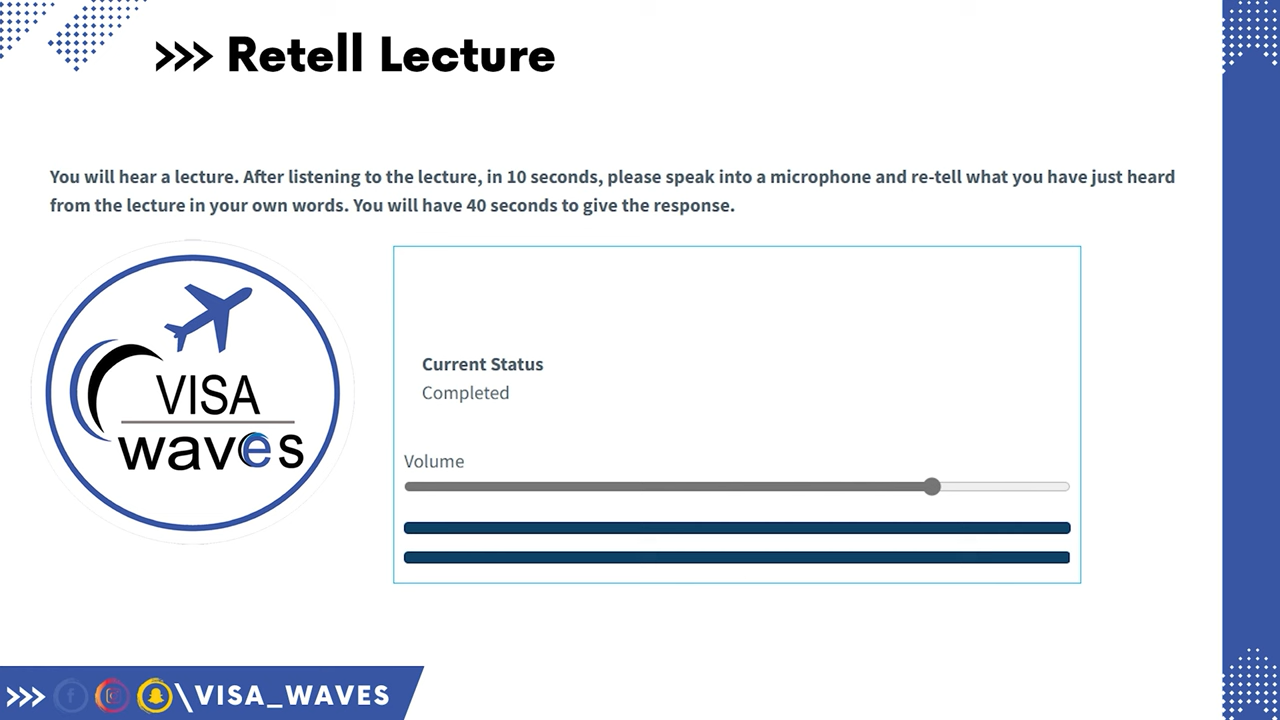 >>> Retell Lecture
You will hear a lecture. After listening to the lecture, in 10 seconds, please speak into a microphone and re-tell what you have just heard
from the lecture in your own words. You will have 40 seconds to give the response.
VISA
waves
Current Status
Completed
Volume
>>> \VISA_WAVES